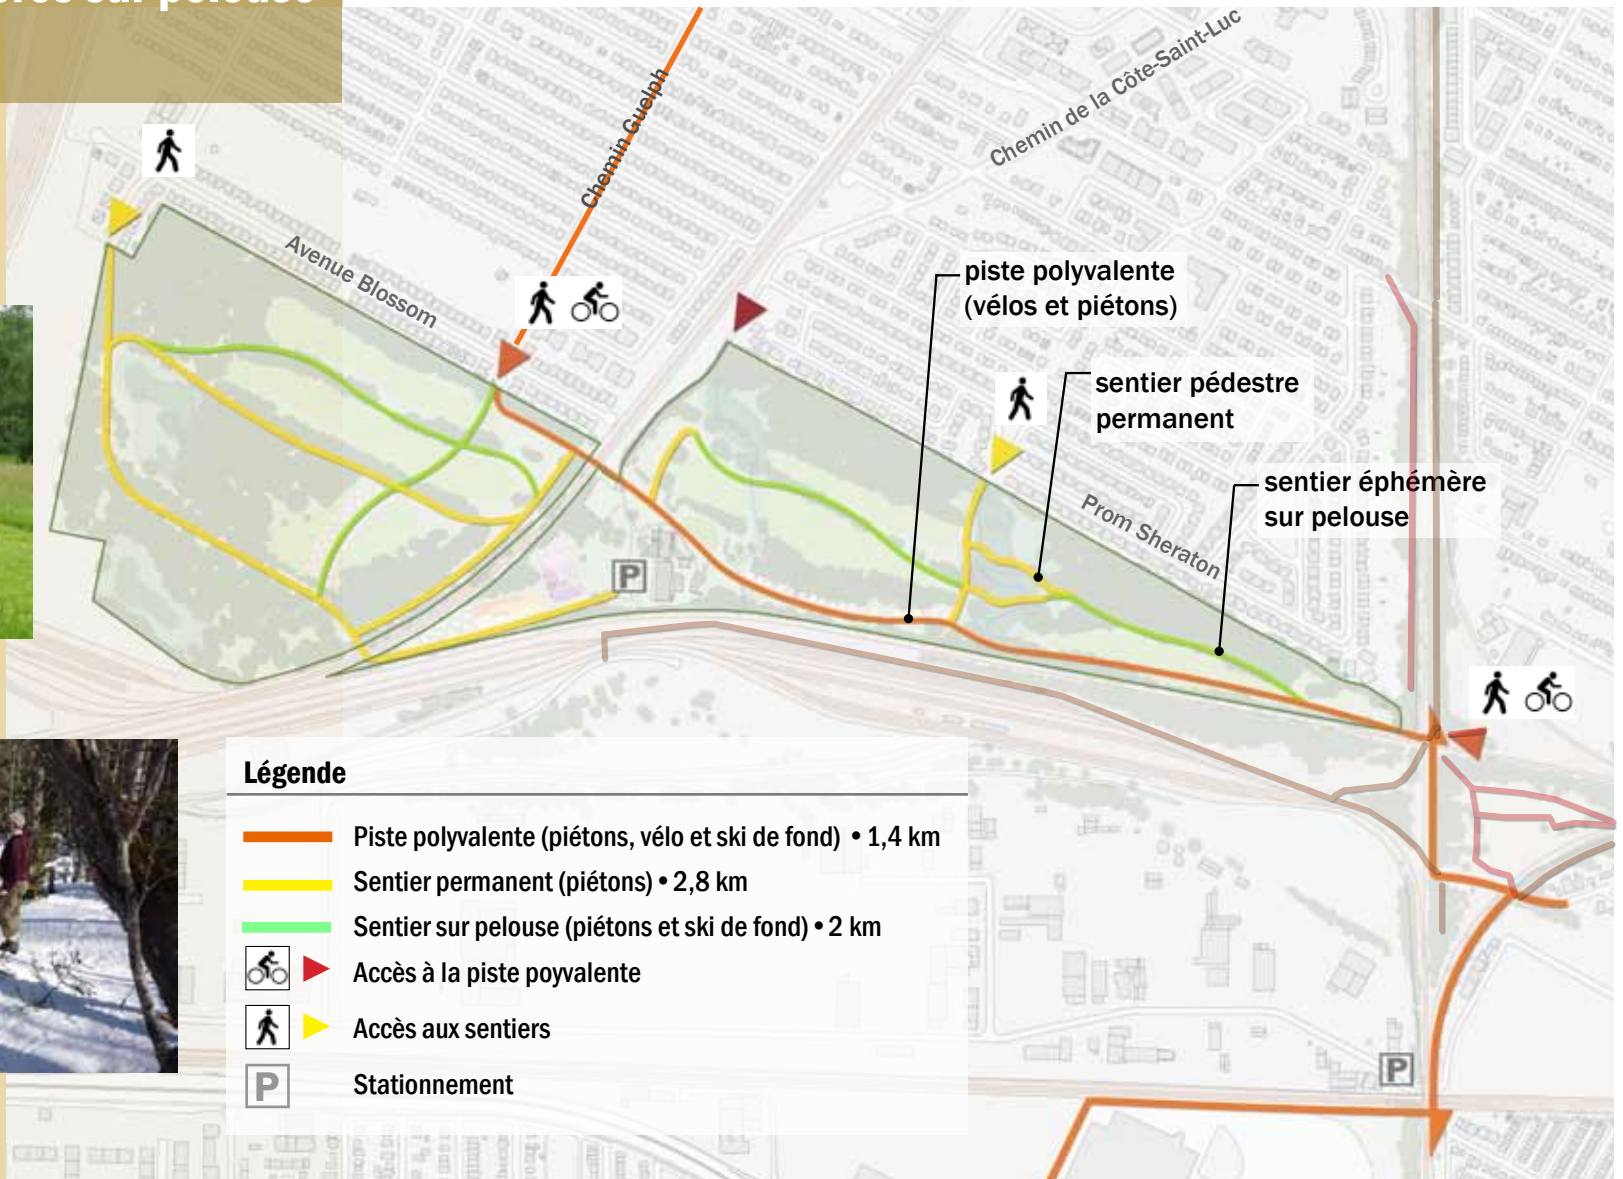 sur pelouse
Chemin Guelph
Chemin de la Côte-Saint-Luc
Avenue Blossom
piste polyvalente
(vélos et piétons)
sentier pédestre
permanent
sentier éphémère
sur pelouse
Prom Sheraton
P
Légende
Piste polyvalente (piétons, vélo et ski de fond) • 1,4 km
Sentier permanent (piétons) • 2,8 km
Sentier sur pelouse (piétons et ski de fond) • 2 km
Accès à la piste poyvalente
Accès aux sentiers
P
P Stationnement